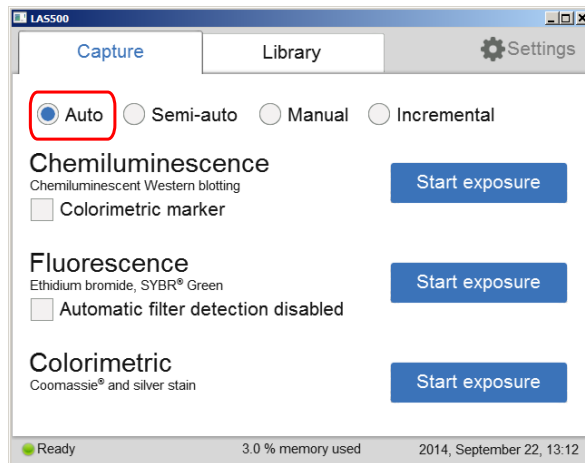 LAS500
Capture Library Settings
Auto Semi-auto Manual Incremental
Chemiluminescence
Chemiluminescent Western blotting
Start exposure
Colorimetric marker
Fluorescence
Ethidium bromide, SYBR® Green
Start exposure
Automatic filter detection disabled
Colorimetric
Coomassie® and silver stain
Start exposure
Ready 3.0 % memory used 2014, September 22, 13:12